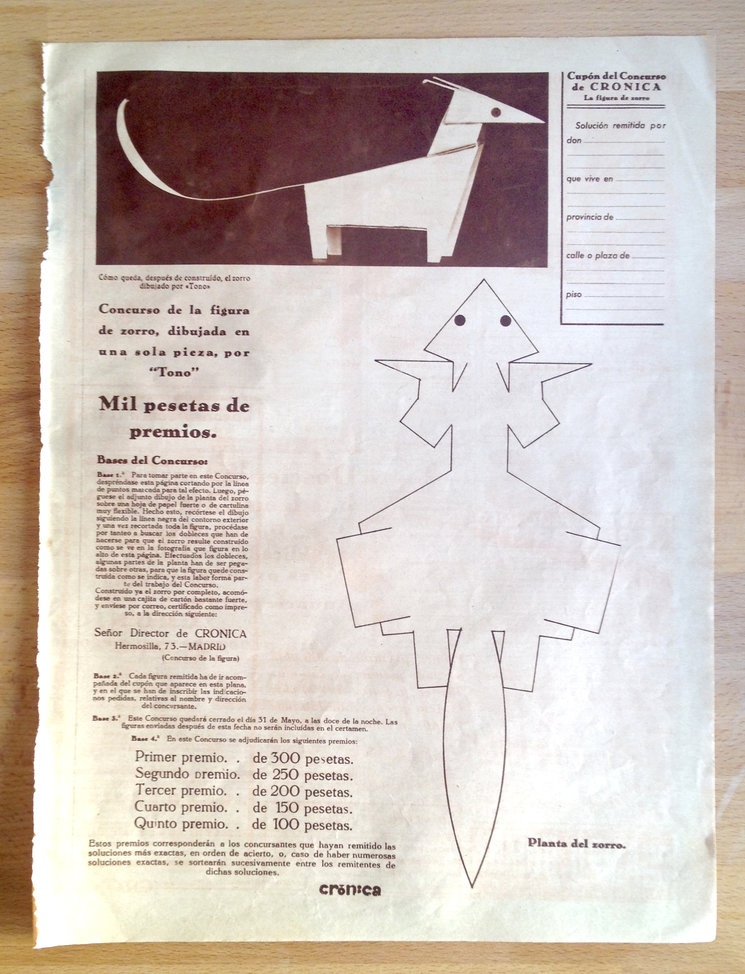 Cupón del Concurso
de CRONICA
La figura de zorro
Solución remitida por
don
que vive en
provincia de
calle o plaza de
piso
Cómo queda, después de construído, el zorro
dibujado por «Tono»
Concurso de la figura
de zorro, dibujada en
una sola pieza, por
“Tono”
Mil pesetas de
premios.
Bases del Concurso:
Base 1.ª Para tomar parte en este Concurso,
despréndase esta página cortando por la línea
de puntos marcada para tal efecto. Luego, pé-
guese el adjunto dibujo de la planta del zorro
sobre una hoja de papel fuerte o de cartulina
muy flexible. Hecho esto, recórtese el dibujo
siguiendo la línea negra del contorno exterior
y una vez recortada toda la figura, procédase
por tanteo a buscar los dobleces que han de
hacerse para que el zorro resulte construído
como se ve en la fotografía que figura en lo
alto de esta página. Efectuados los dobleces,
algunas partes de la planta han de ser pega-
das sobre otras, para que la figura quede cons-
truída como se indica, y esta labor forma par-
te del trabajo del Concurso.
Construído ya el zorro por completo, acomó-
dese en una cajita de cartón bastante fuerte,
y envíese por correo, certificado como impre-
so, a la dirección siguiente:
Señor Director de CRONICA
Hermosilla, 73.—MADRID
(Concurso de la figura)
Base 2.ª Cada figura remitida ha de ir acom-
pañada del cupón que aparece en esta plana,
y en el que se han de inscribir las indicacio-
nes pedidas, relativas al nombre y dirección
del concursante.
Base 3.ª Este Concurso quedará cerrado el día 31 de Mayo, a las doce de la noche. Las
figuras enviadas después de esta fecha no serán incluídas en el certamen.
Base 4.ª En este Concurso se adjudicarán los siguientes premios:
Primer premio. . de 300 pesetas.
Segundo premio. de 250 pesetas.
Tercer premio. . de 200 pesetas.
Cuarto premio. . de 150 pesetas.
Quinto premio. . de 100 pesetas.
Estos premios corresponderán a los concursantes que hayan remitido las
soluciones más exactas, en orden de acierto, o, caso de haber numerosas
soluciones exactas, se sortearán sucesivamente entre los remitentes de
dichas soluciones.
crónica
Planta del zorro.